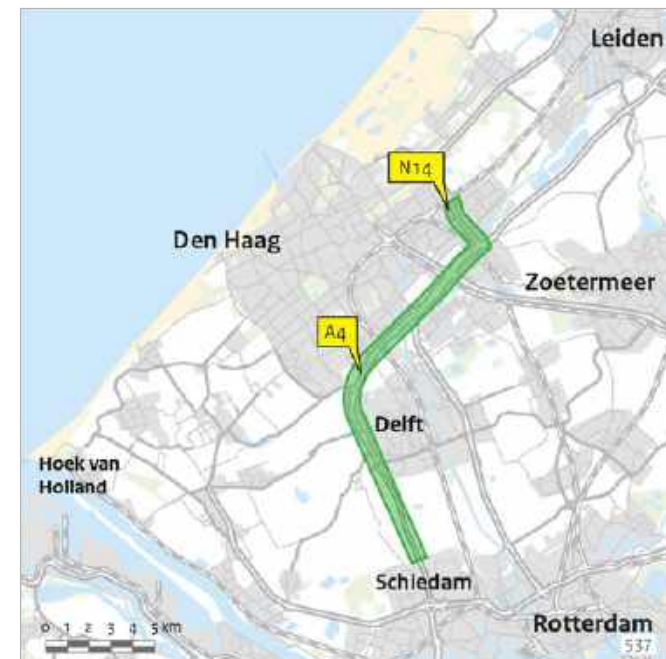 Leiden
N14
Den Haag
Zoetermeer
A4
Delft
Hoek van
Holland
Schiedam
0 1 2 3 4 5 km
Rotterdam
537